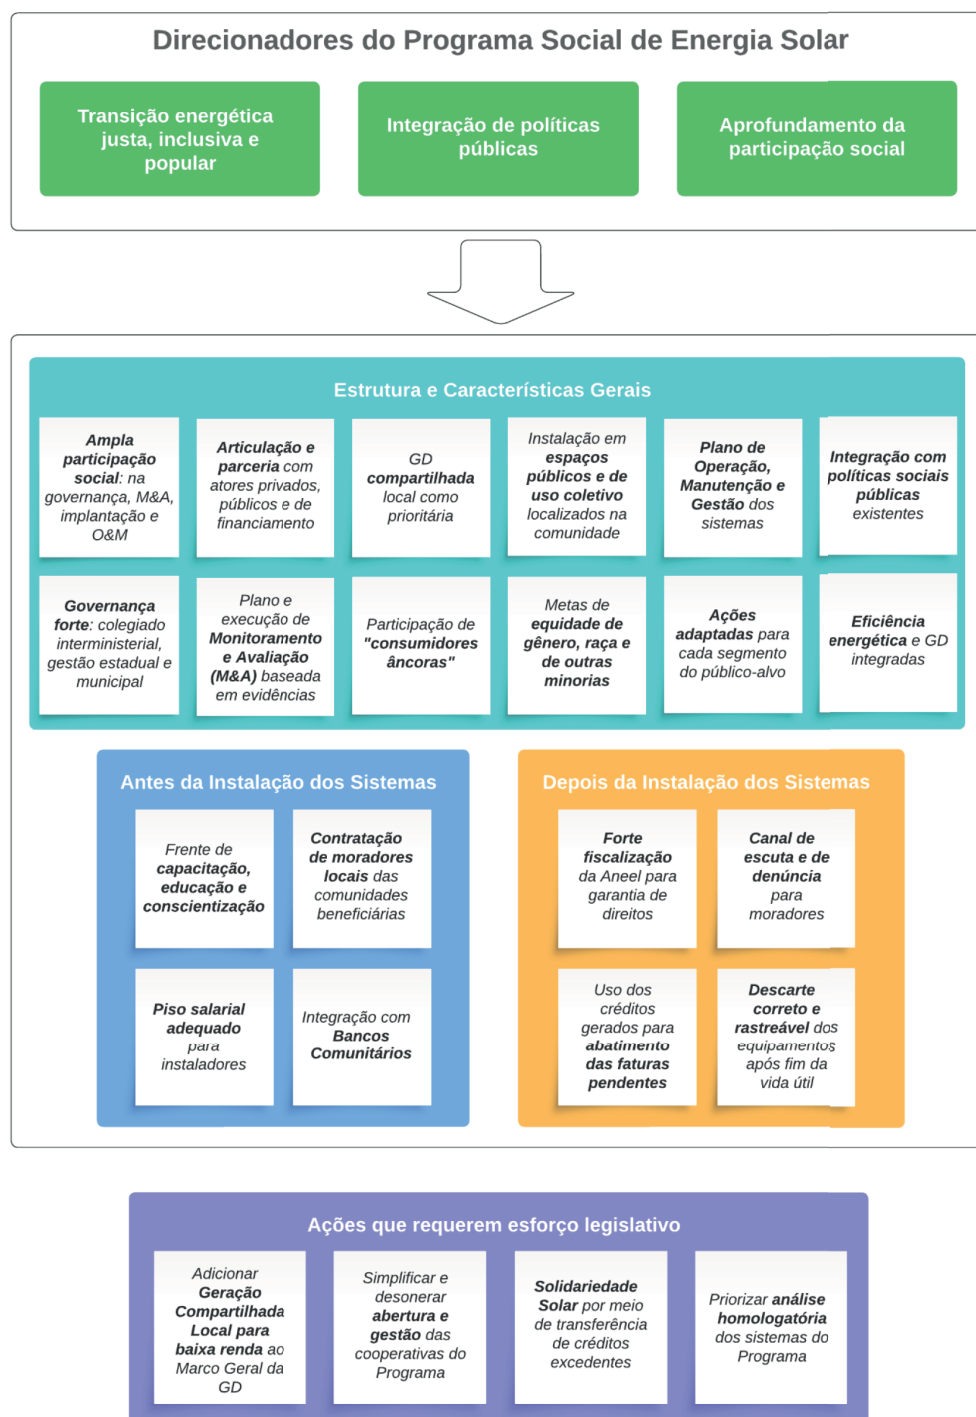 Direcionadores do Programa Social de Energia Solar
Transição energética
justa, inclusiva e
popular
Integração de políticas
públicas
Aprofundamento da
participação social
Estrutura e Características Gerais
Ampla
participação
social: na
governança, M&A,
implantação e
O&M
Articulação e
parceria com
atores privados,
públicos e de
financiamento
GD
compartilhada
local como
prioritária
Instalação em
espaços
públicos e de
uso coletivo
localizados na
comunidade
Plano de
Operação,
Manutenção e
Gestão dos
sistemas
Integração com
políticas sociais
públicas
existentes
Governança
forte: colegiado
interministerial,
gestão estadual e
municipal
Plano e
execução de
Monitoramento
e Avaliação
(M&A) baseada
em evidências
Participação de
"consumidores
âncoras"
Metas de
equidade de
gênero, raça e
de outras
minorias
Ações
adaptadas para
cada segmento
do público-alvo
Eficiência
energética e GD
integradas
Antes da Instalação dos Sistemas
Frente de
capacitação,
educação e
conscientização
Contratação
de moradores
locais das
comunidades
beneficiárias
Piso salarial
adequado
para
instaladores
Integração com
Bancos
Comunitários
Depois da Instalação dos Sistemas
Forte
fiscalização
da Aneel para
garantia de
direitos
Canal de
escuta e de
denúncia
para
moradores
Uso dos
créditos
gerados para
abatimento
das faturas
pendentes
Descarte
correto e
rastreável dos
equipamentos
após fim da
vida útil
Ações que requerem esforço legislativo
Adicionar
Geração
Compartilhada
Local para
baixa renda ao
Marco Geral da
GD
Simplificar e
desonerar
abertura e
gestão das
cooperativas do
Programa
Solidariedade
Solar por meio
de transferência
de créditos
excedentes
Priorizar análise
homologatória
dos sistemas do
Programa